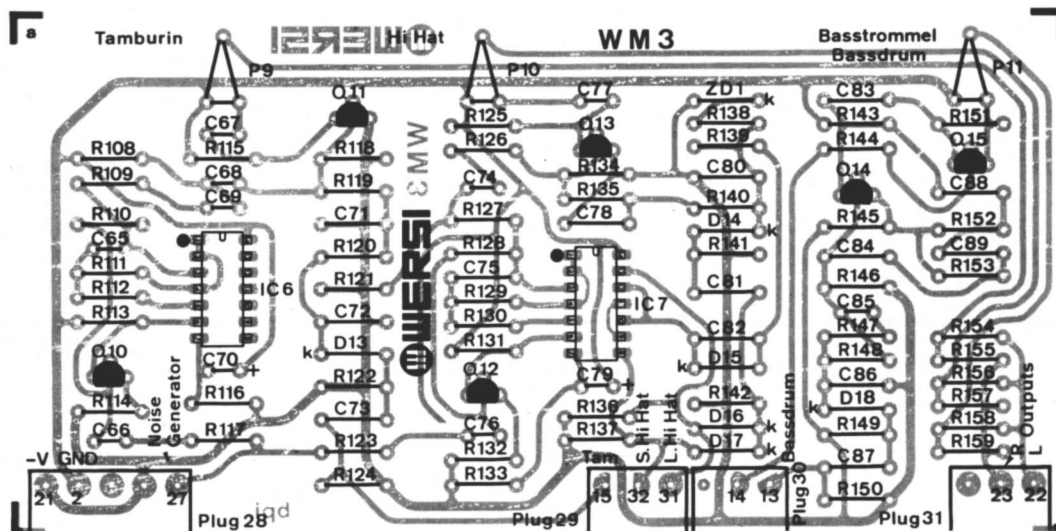 a
Tamburin
WERSI
Hi Hat
WM3
Basstrommel
Bassdrum
P9
P10
P11
Q11
C77
ZD1
k
C83
C67
R125
R138
R143
R151
R126
Q13
R139
R144
Q15
R108
R115
R118
WM3
R109
C68
R119
C74
R134
C80
Q14
C88
C69
R135
R140
R110
C71
R127
C78
D14
k
R145
R152
C65
R120
R128
R141
C84
C89
R111
IC6
R121
C75
IC7
C81
R146
R153
R112
R129
C85
R113
C72
WERSI
R130
C82
R147
R154
k
D13
R131
k
D15
R148
R155
Q10
C70
+
R122
Q12
C79
+
C86
R156
R114
R116
C73
R136
R142
k
D18
R157
Outputs
C66
Noise
Generator
R117
C76
R137
S.Hi Hat
L.Hi Hat
D16
k
Bassdrum
R149
R158
R123
R132
D17
k
R159
-V
GND
R124
R133
Tam
C87
R
L
21
2
27
15
32
31
14
13
R150
23
22
Plug28
jqd
Plug29
Plug30
Plug31